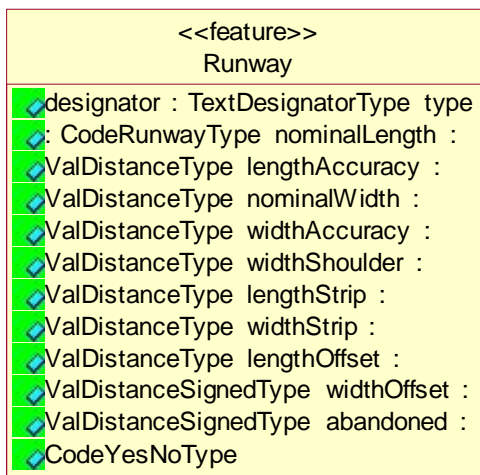 <<feature>>
Runway
designator : TextDesignatorType type
: CodeRunwayType nominalLength :
ValDistanceType lengthAccuracy :
ValDistanceType nominalWidth :
ValDistanceType widthAccuracy :
ValDistanceType widthShoulder :
ValDistanceType lengthStrip :
ValDistanceType widthStrip :
ValDistanceType lengthOffset :
ValDistanceSignedType widthOffset :
ValDistanceSignedType abandoned :
CodeYesNoType